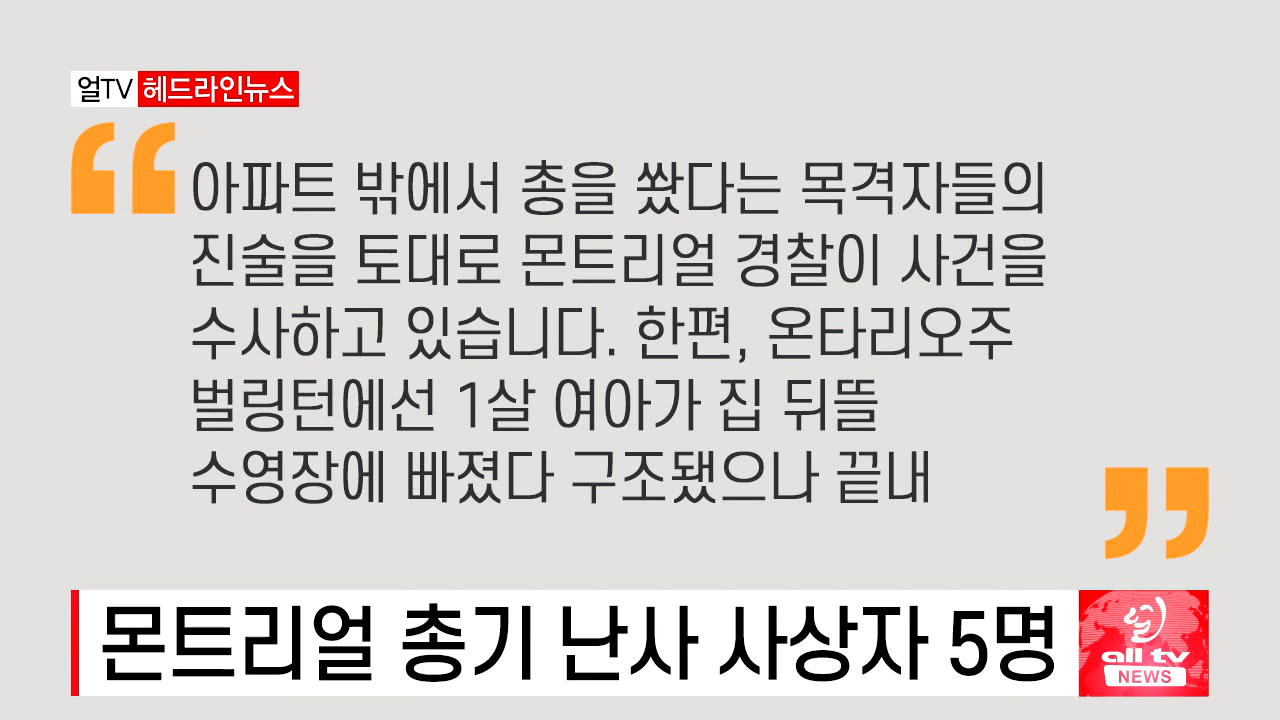 얼TV 헤드라인뉴스
아파트 밖에서 총을 쐈다는 목격자들의
진술을 토대로 몬트리얼 경찰이 사건을
수사하고 있습니다. 한편, 온타리오주
벌링턴에선 1살 여아가 집 뒤뜰
수영장에 빠졌다 구조됐으나 끝내
몬트리얼 총기 난사 사상자 5명
얼
all tv
NEWS